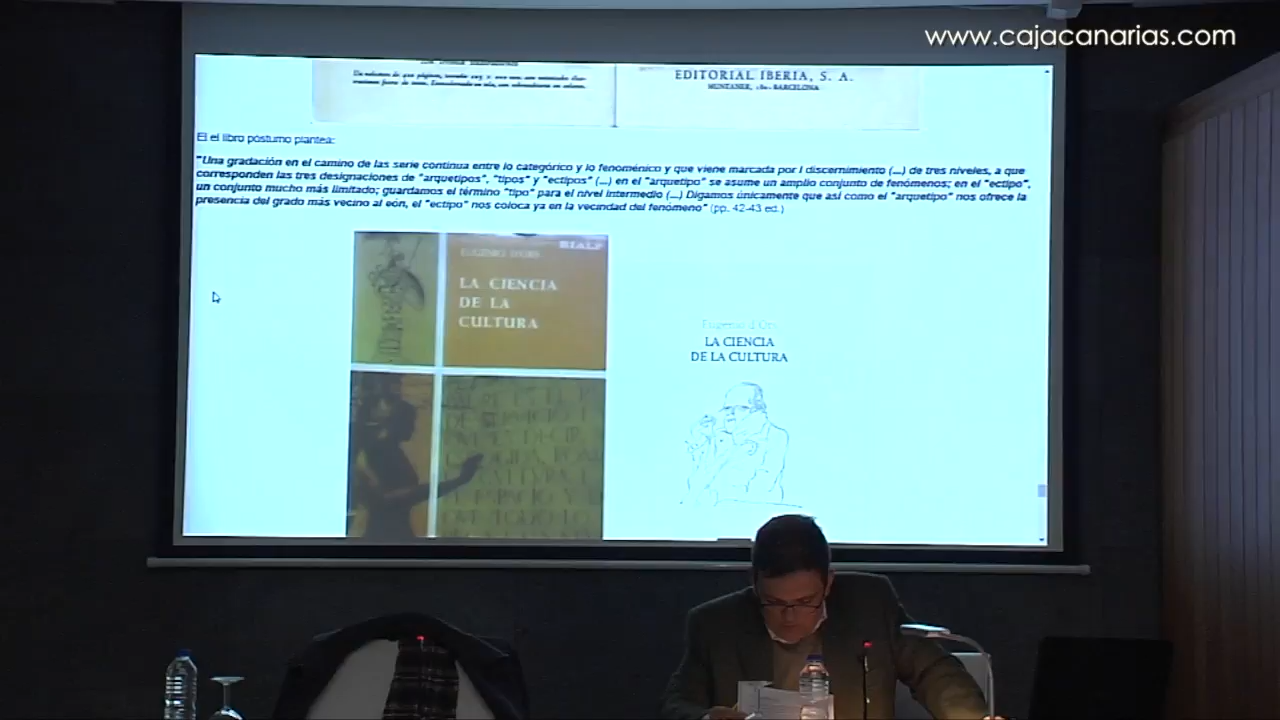 www.cajacanarias.com
EDITORIAL IBERIA, S. A.
MUNTANER, 180 - BARCELONA
El el libro póstumo plantea:
"Una gradación en el camino de las serie continua entre lo categórico y lo fenoménico y que viene marcada por l discernimiento (...) de tres niveles, a que
corresponden las tres designaciones de "arquetipos", "tipos" y "ectipos" (...) en el "arquetipo" se asume un amplio conjunto de fenómenos; en el "ectipo",
un conjunto mucho más limitado; guardamos el término "tipo" para el nivel intermedio (...) Digamos únicamente que así como el "arquetipo" nos ofrece la
presencia del grado más vecino al eón, el "ectipo" nos coloca ya en la vecindad del fenómeno" (pp. 42-43 ed.)
RIALP
EUGENIO D'ORS
LA CIENCIA
DE LA
CULTURA
Eugenio d'Ors
LA CIENCIA
DE LA CULTURA